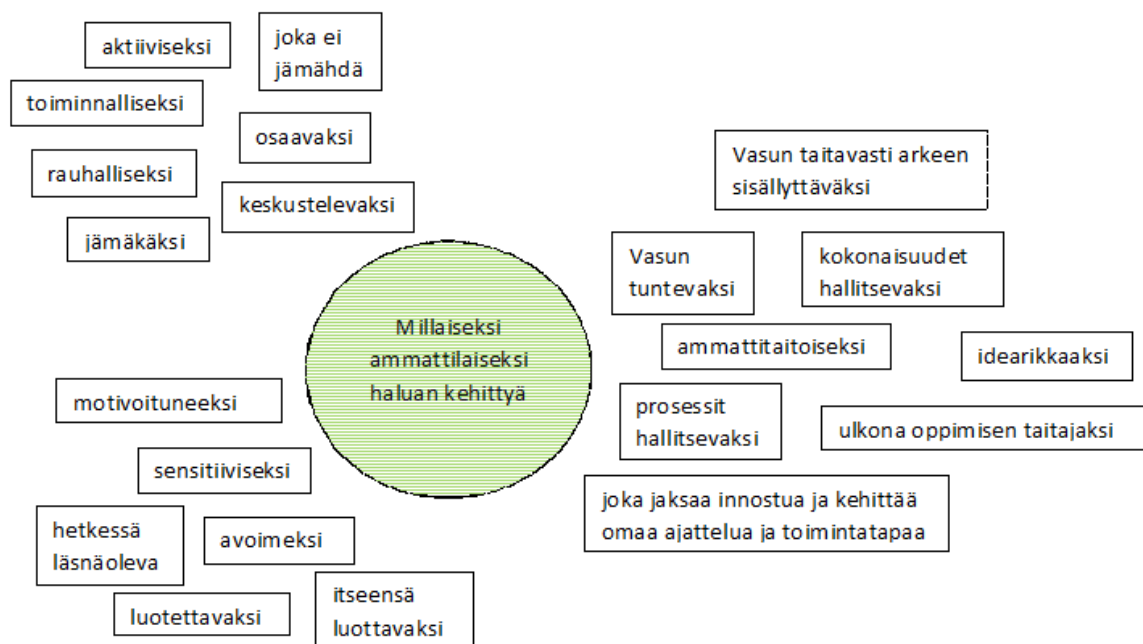 aktiiviseksi
joka ei
jämähdä
toiminnalliseksi
osaavaksi
rauhalliseksi
keskustelevaksi
jämäkäksi
Vasun taitavasti arkeen
sisällyttäväksi
Vasun
tuntevaksi
kokonaisuudet
hallitsevaksi
ammattitaitoiseksi
idearikkaaksi
Millaiseksi
ammattilaiseksi
haluan kehittyä
prosessit
hallitsevaksi
ulkona oppimisen taitajaksi
joka jaksaa innostua ja kehittää
omaa ajattelua ja toimintatapaa
motivoituneeksi
sensitiiviseksi
hetkessä
läsnäoleva
avoimeksi
luotettavaksi
itseensä
luottavaksi